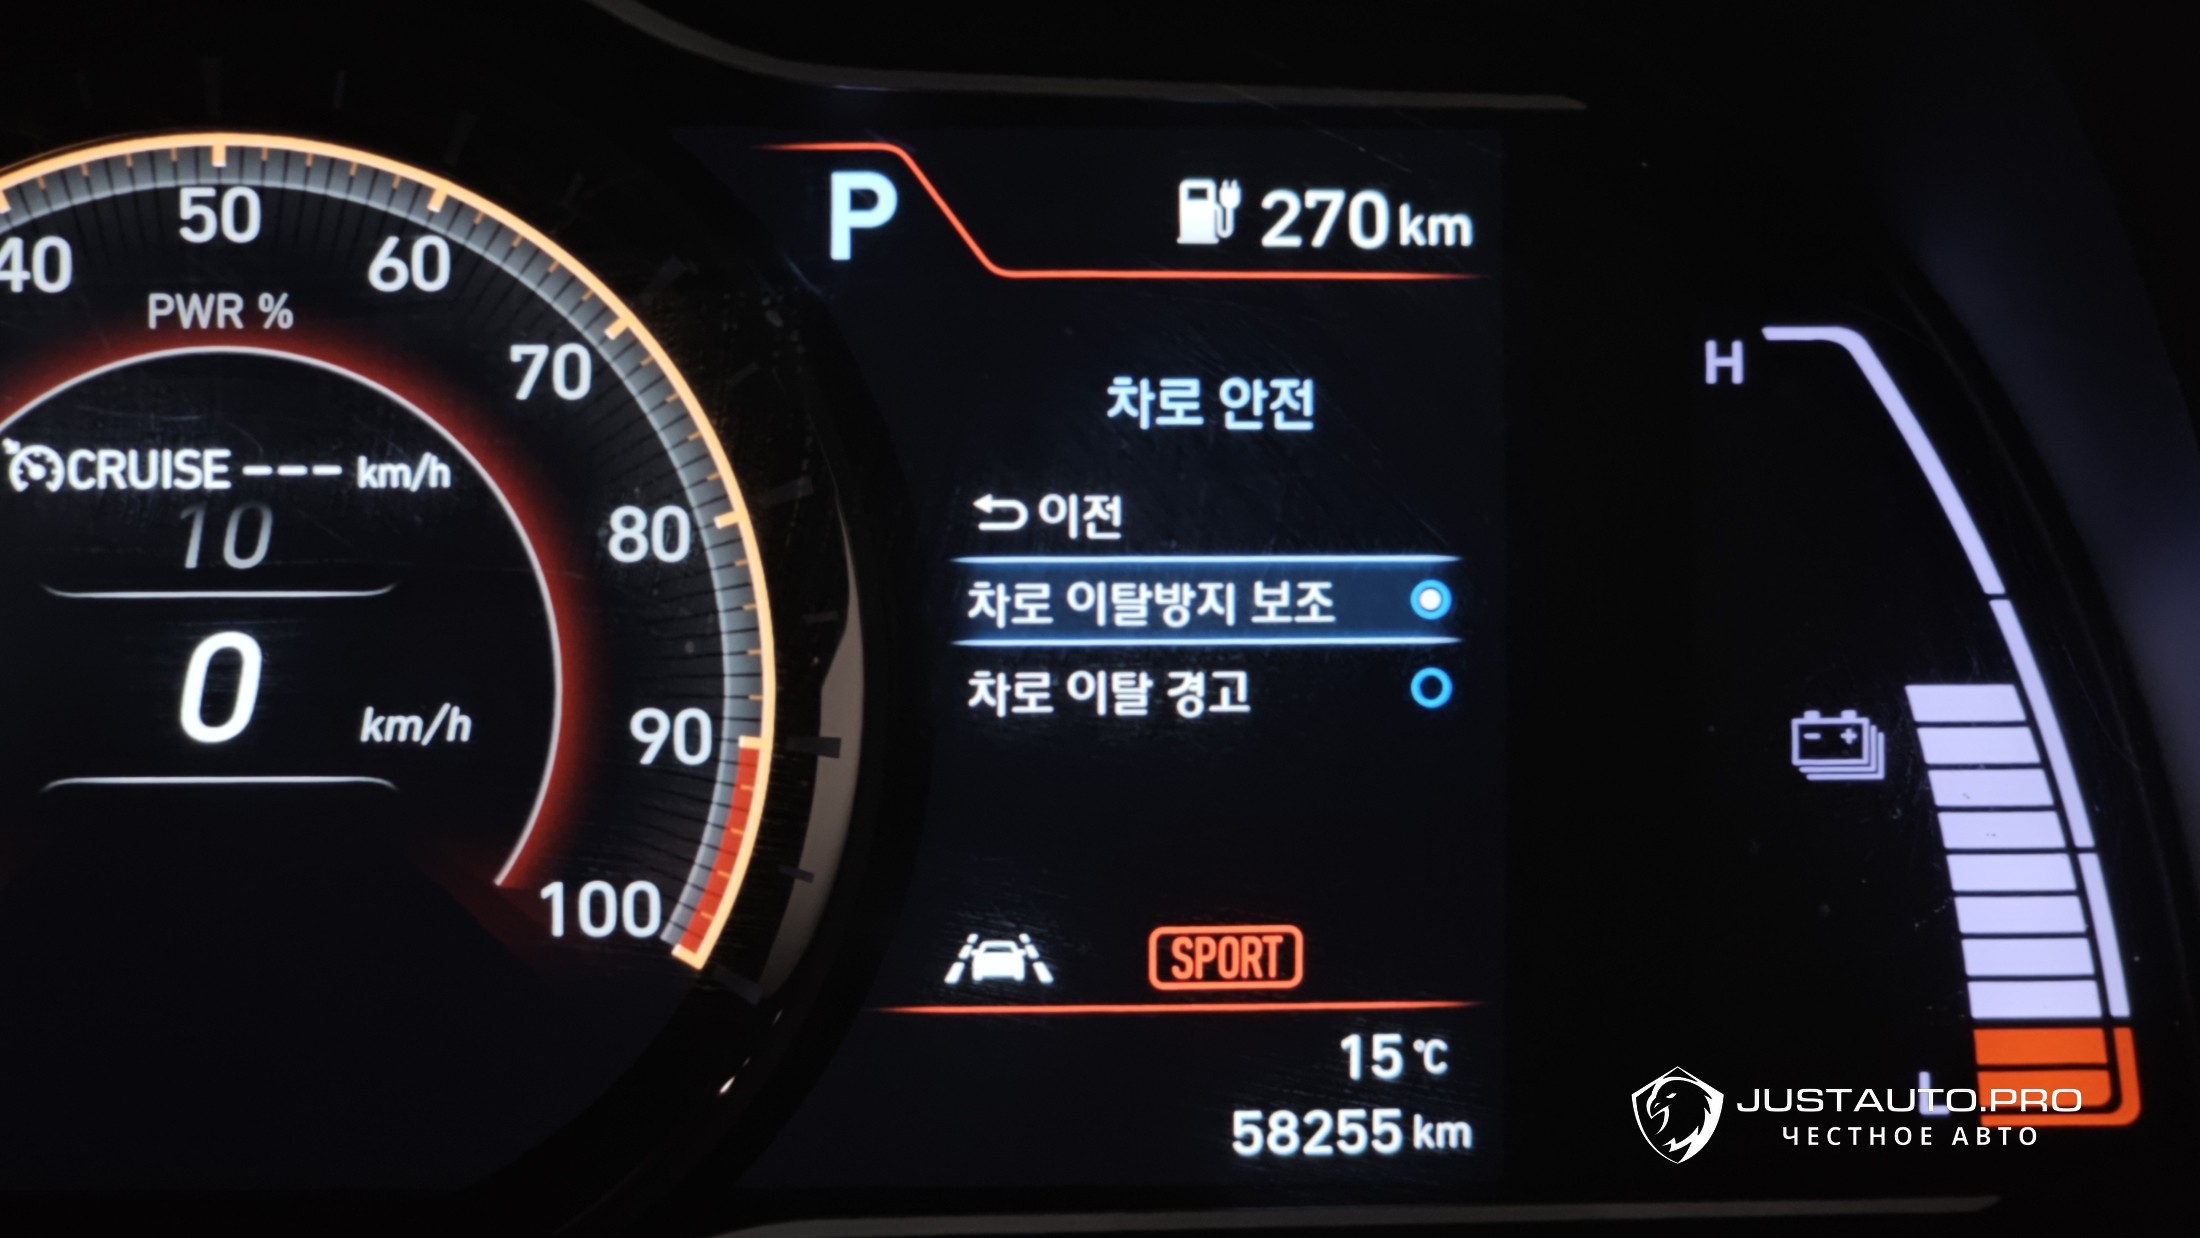 40
50
60
70
80
90
100
PWR %
CRUISE --- km/h
10
0
km/h
P
270 km
차로 안전
이전
차로 이탈방지 보조
차로 이탈 경고
SPORT
15 ℃
58255 km
H
- +
L
JUSTAUTO.PRO
ЧЕСТНОЕ АВТО